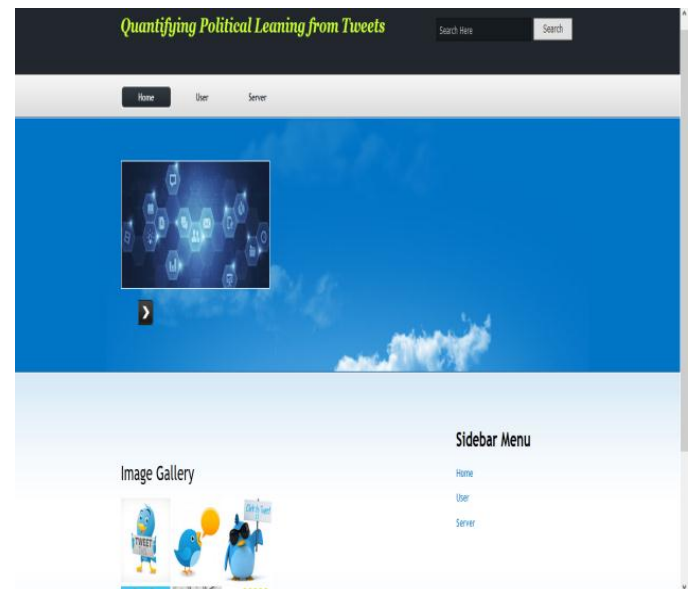 Quantifying Political Leaning from Tweets
Search Here
Search
Home
User
Server
Sidebar Menu
Home
User
Server
Image Gallery
TWEET